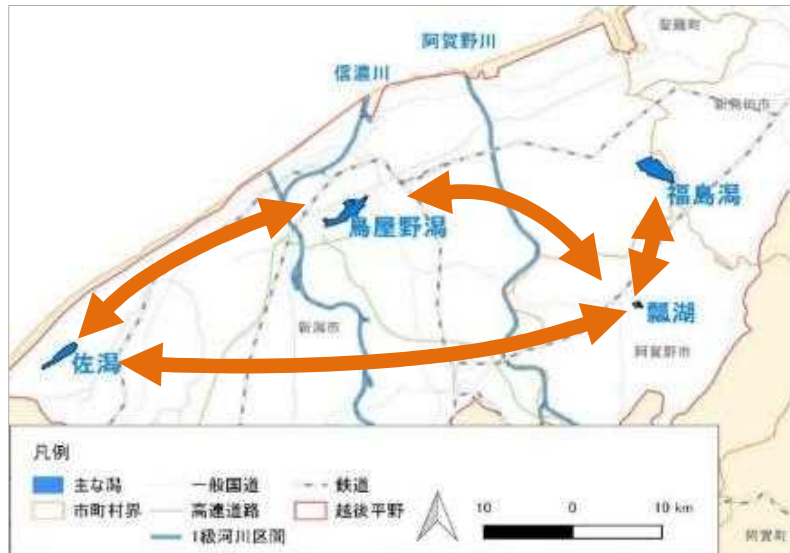 阿賀野川
聖籠町
信濃川
新発田市
福島潟
鳥屋野潟
瓢湖
新潟市
阿賀野市
佐潟
凡例
主な潟 一般国道 鉄道
市町村界 高速道路 越後平野
1級河川区間
10 0 10 km
阿賀町